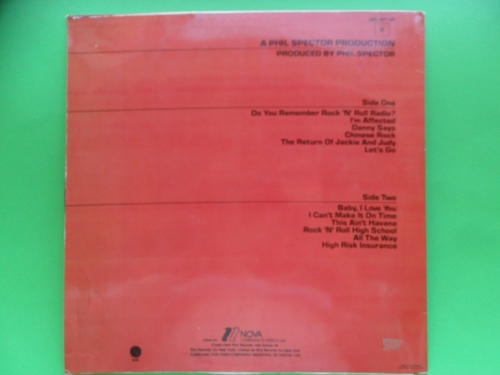 A PHIL SPECTOR PRODUCTION
PRODUCED BY PHIL SPECTOR
Side One
Do You Remember Rock 'N' Roll Radio?
I'm Affected
Danny Says
Chinese Rock
The Return Of Jackie And Judy
Let's Go
Side Two
Baby, I Love You
I Can't Make It On Time
This Ain't Havana
Rock 'N' Roll High School
All The Way
High Risk Insurance
NOVA